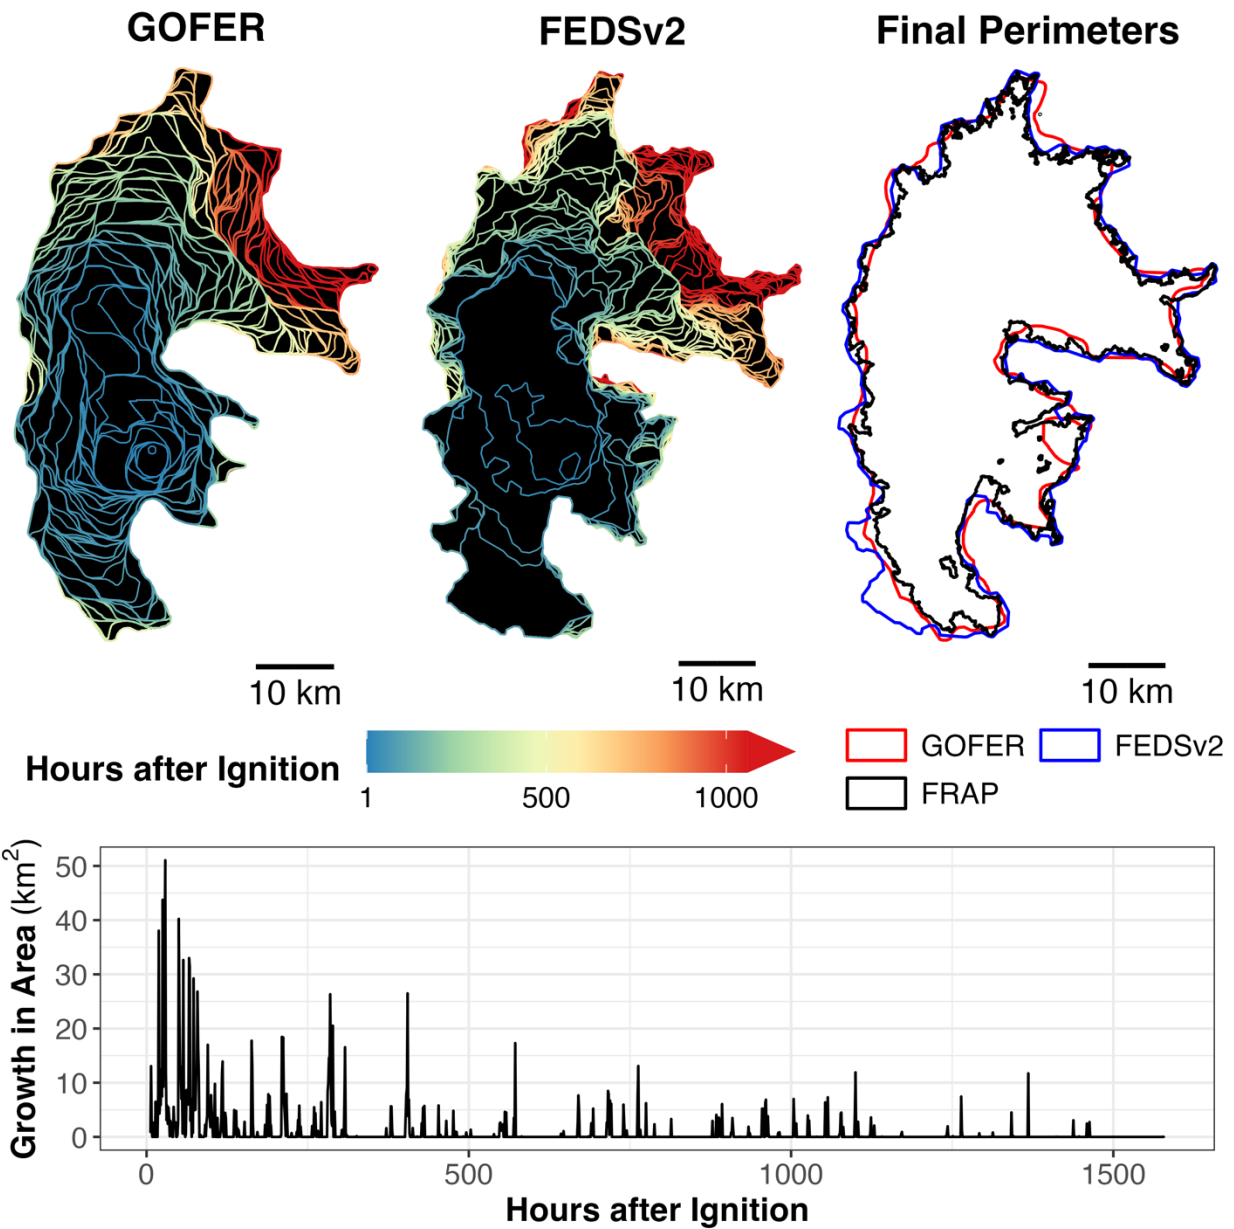 GOFER FEDSv2 Final Perimeters
10 km 10 km 10 km
Hours after Ignition
1 500 1000
GOFER FEDSv2
FRAP
Growth in Area (km²)
50
40
30
20
10
0
0 500 1000 1500
Hours after Ignition